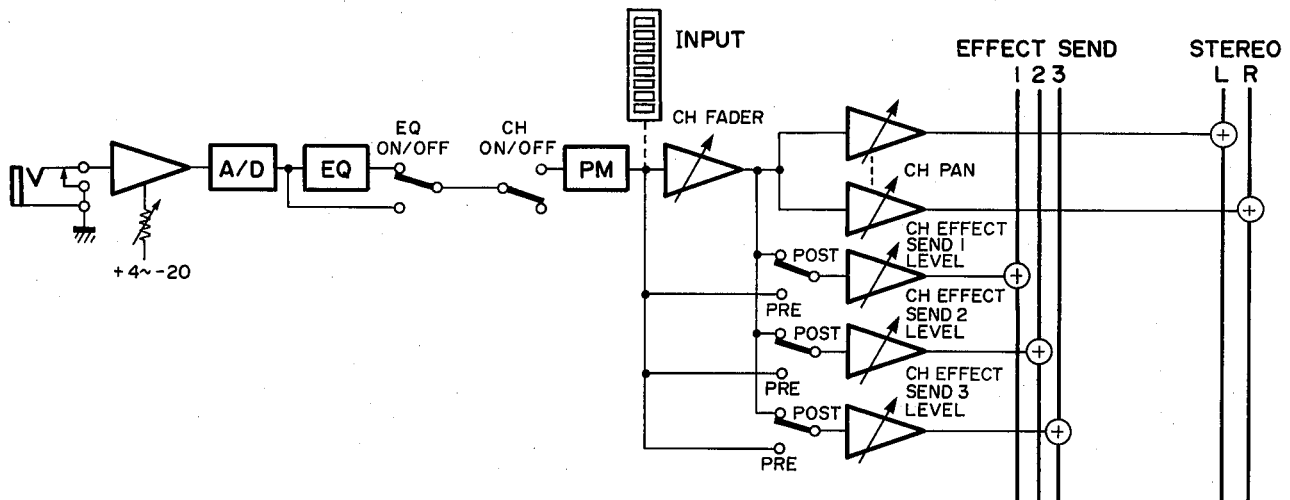 INPUT
EFFECT SEND
1 2 3
STEREO
L R
CH FADER
EQ
ON/OFF
CH
ON/OFF
A/D
EQ
PM
CH PAN
+4~-20
CH EFFECT
SEND 1
LEVEL
POST
PRE
CH EFFECT
SEND 2
LEVEL
POST
PRE
CH EFFECT
SEND 3
LEVEL
POST
PRE